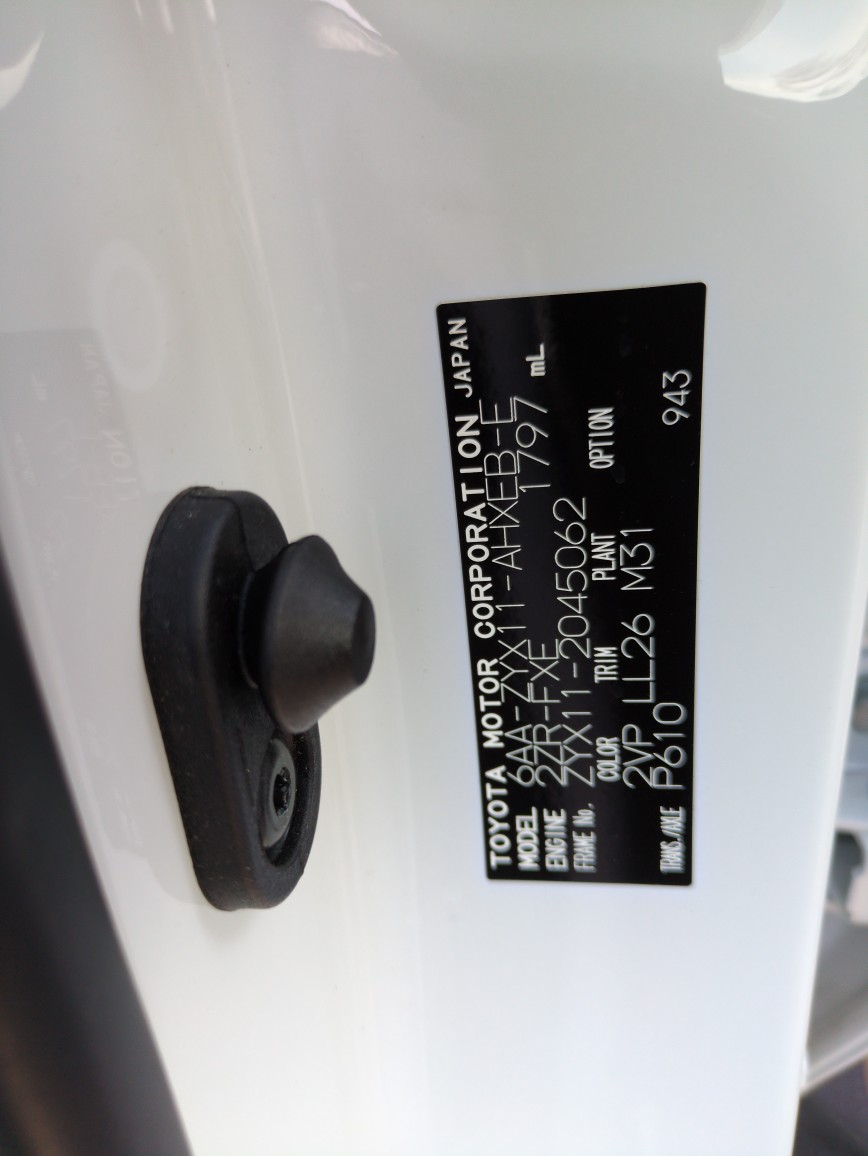 TOYOTA MOTOR CORPORATION JAPAN
MODEL 6AA-ZYX11-AHXEB-E
ENGINE 2ZR-FXE 1797 mL
FRAME No. ZYX11-2045062
COLOR TRIM PLANT OPTION
2VP LL26 M31
TRANS./AXLE P610 943